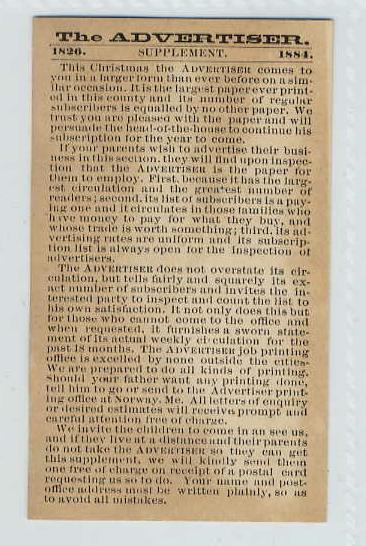 The ADVERTISER.
1826. SUPPLEMENT. 1884.
This Christmas the ADVERTISER comes to
you in a larger form than ever before on a sim-
ilar occasion. It is the largest paper ever print-
ed in this county and its number of regular
subscribers is equalled by no other paper. We
trust you are pleased with the paper and will
persuade the head-of-the-house to continue his
subscription for the year to come.
If your parents wish to advertise their busi-
ness in this section, they will find upon inspec-
tion that the ADVERTISER is the paper for
them to employ. First, because it has the larg-
est circulation and the greatest number of
readers; second, its list of subscribers is a pay-
ing one and it circulates in those families who
have money to pay for what they buy, and
whose trade is worth something; third, its ad-
vertising rates are uniform and its subscrip-
tion list is always open for the inspection of
advertisers.
The ADVERTISER does not overstate its cir-
culation, but tells fairly and squarely its ex-
act number of subscribers and invites the in-
terested party to inspect and count the list to
his own satisfaction. It not only does this but
for those who cannot come to the office and
when requested, it furnishes a sworn state-
ment of its actual weekly circulation for the
past 18 months. The ADVERTISER job printing
office is excelled by none outside the cities.
We are prepared to do all kinds of printing.
Should your father want any printing done,
tell him to go or send to the Advertiser print-
ing office at Norway, Me. All letters of enquiry
or desired estimates will receive prompt and
careful attention free of charge.
We invite the children to come in an see us,
and if they live at a distance and their parents
do not take the ADVERTISER so they can get
this supplement, we will kindly send them
one free of charge on receipt of a postal card
requesting us so to do. Your name and post-
office address must be written plainly, so as
to avoid all mistakes.